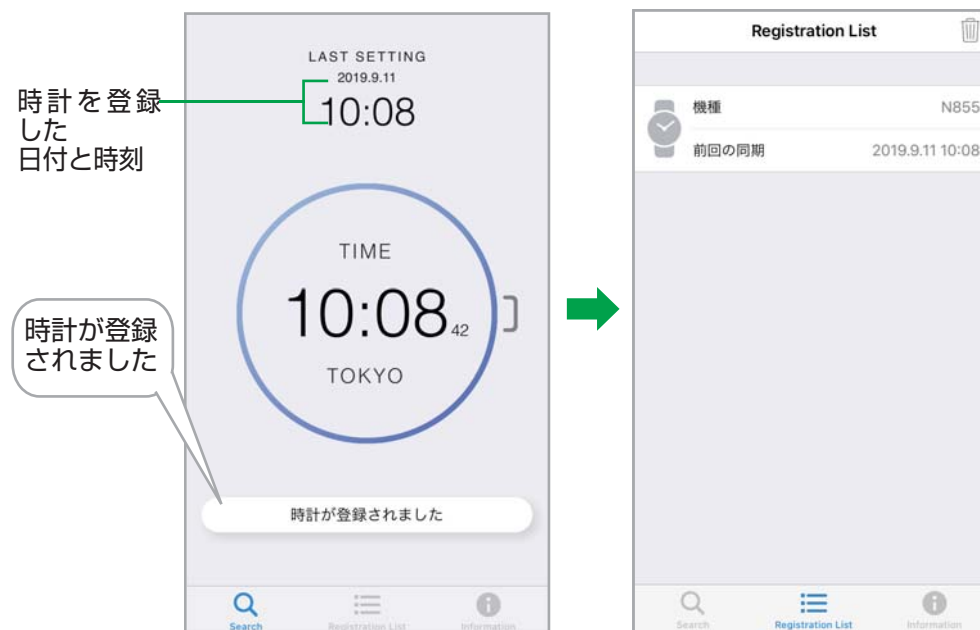 時計を登録
した
日付と時刻
LAST SETTING
2019.9.11
10:08
TIME
10:08 42
TOKYO
時計が登録
されました
時計が登録されました
Search
Registration List
Information
Registration List
機種 N855
前回の同期 2019.9.11 10:08
Search
Registration List
Information